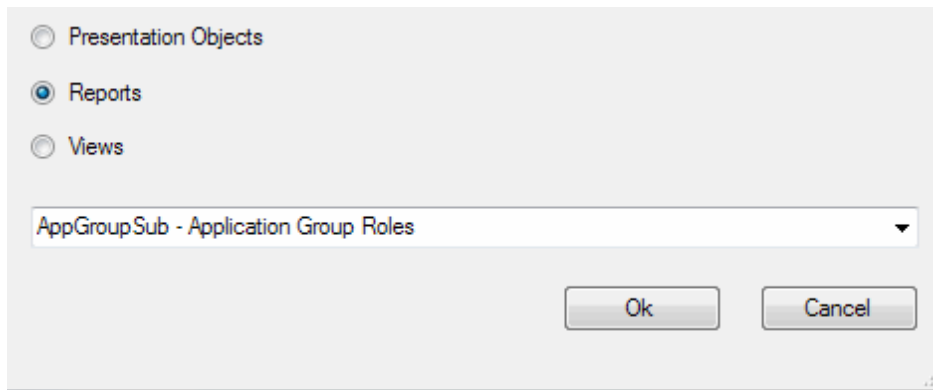 Presentation Objects
Reports
Views
AppGroupSub - Application Group Roles
Ok
Cancel